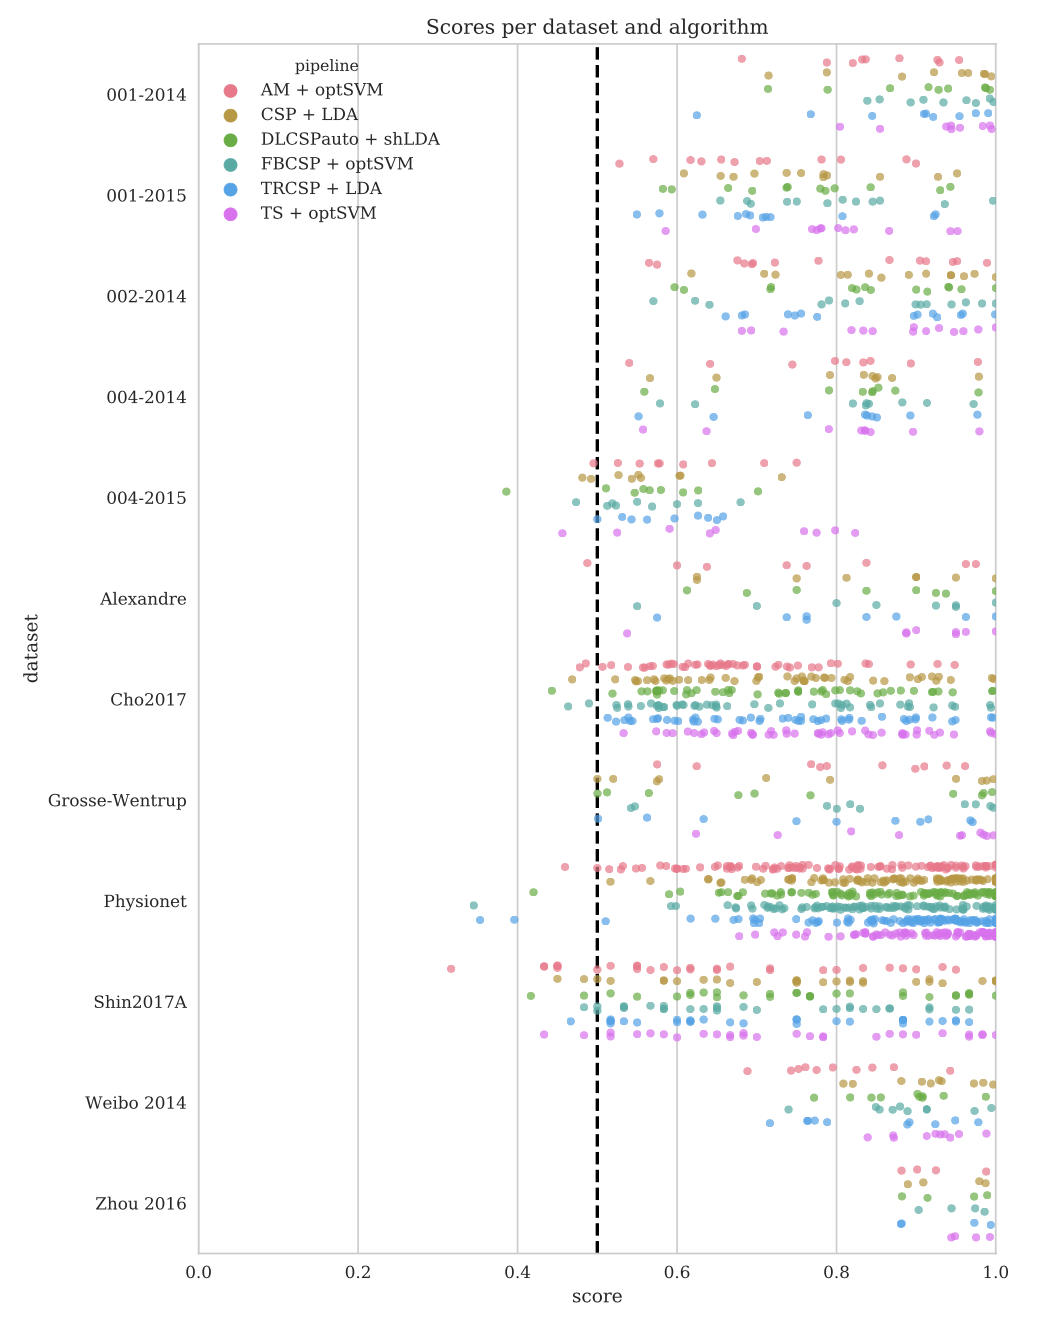 Scores per dataset and algorithm
pipeline
AM + optSVM
CSP + LDA
DLCSPauto + shLDA
FBCSP + optSVM
TRCSP + LDA
TS + optSVM
dataset
001-2014
001-2015
002-2014
004-2014
004-2015
Alexandre
Cho2017
Grosse-Wentrup
Physionet
Shin2017A
Weibo 2014
Zhou 2016
0.0 0.2 0.4 0.6 0.8 1.0
score